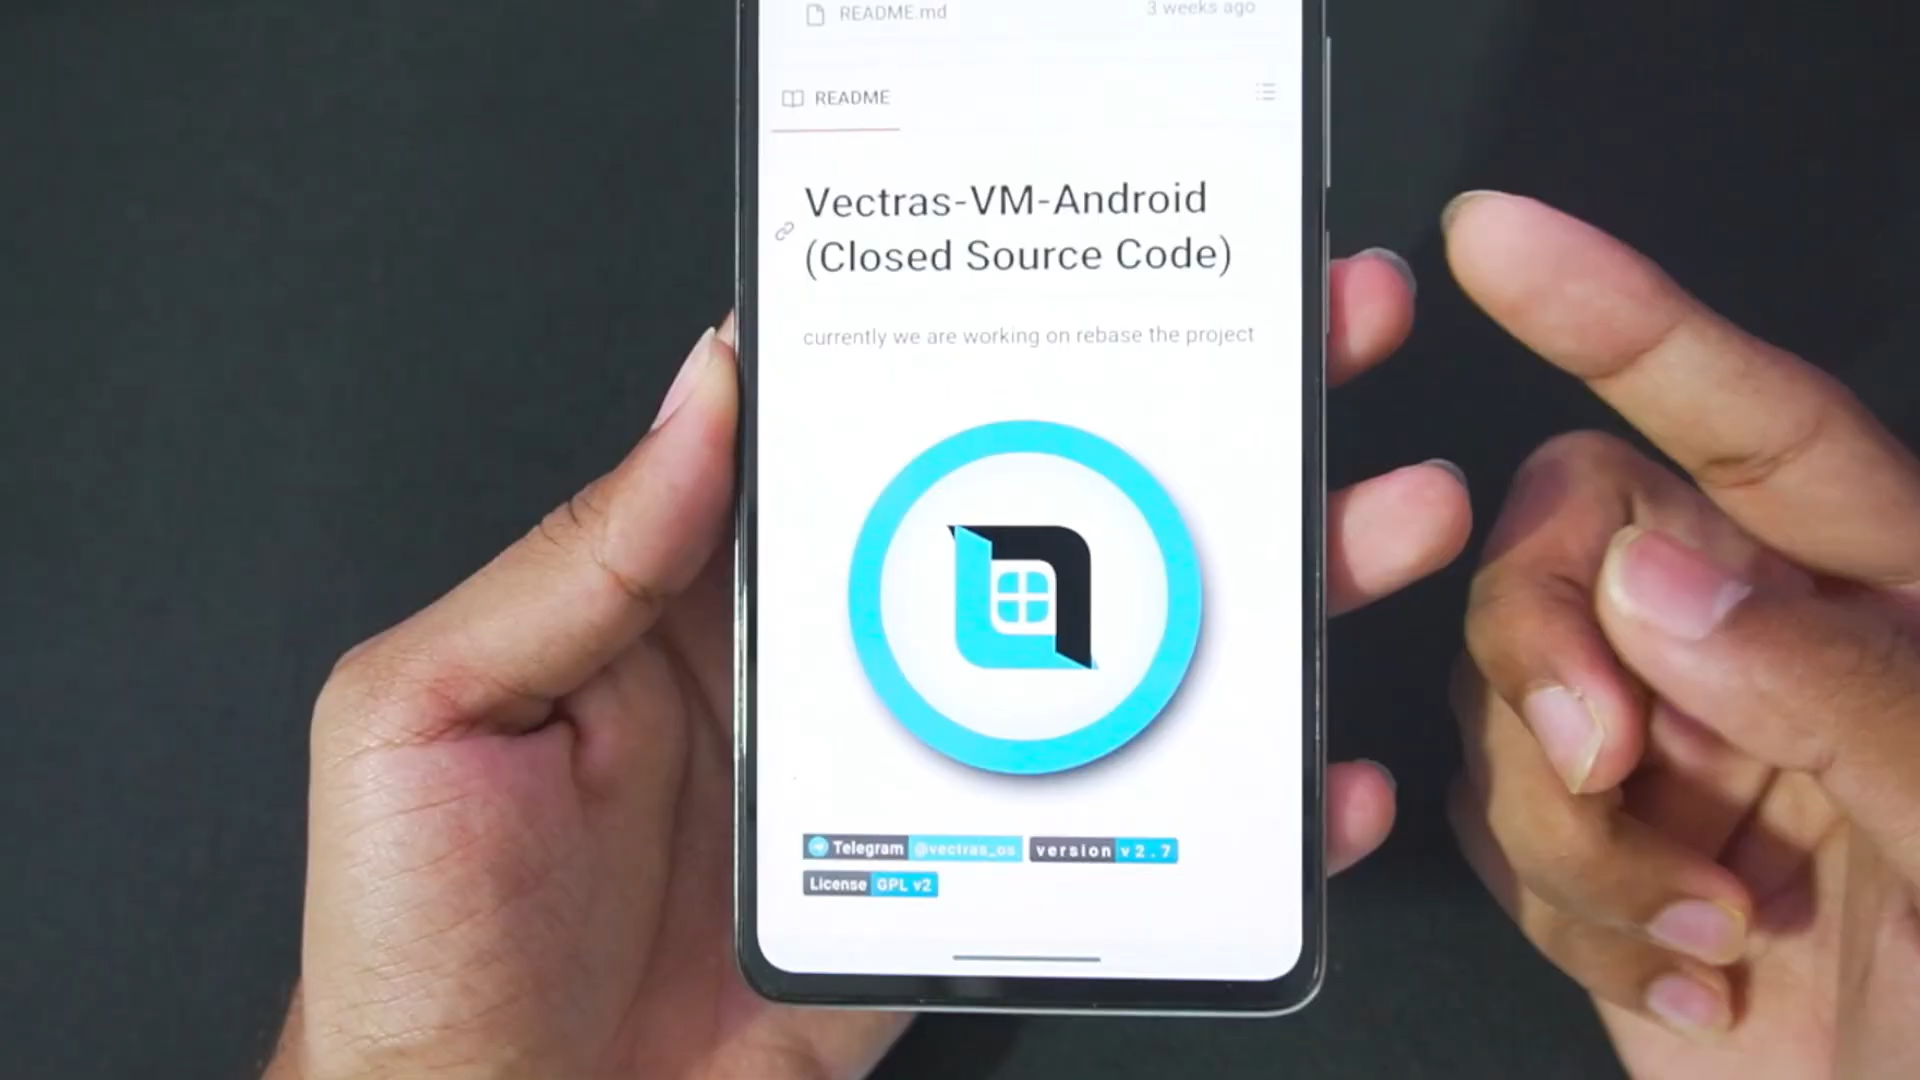 README.md 3 weeks ago
README
Vectras-VM-Android
(Closed Source Code)
currently we are working on rebase the project
Telegram @vectras_os version v2.7
License GPL v2